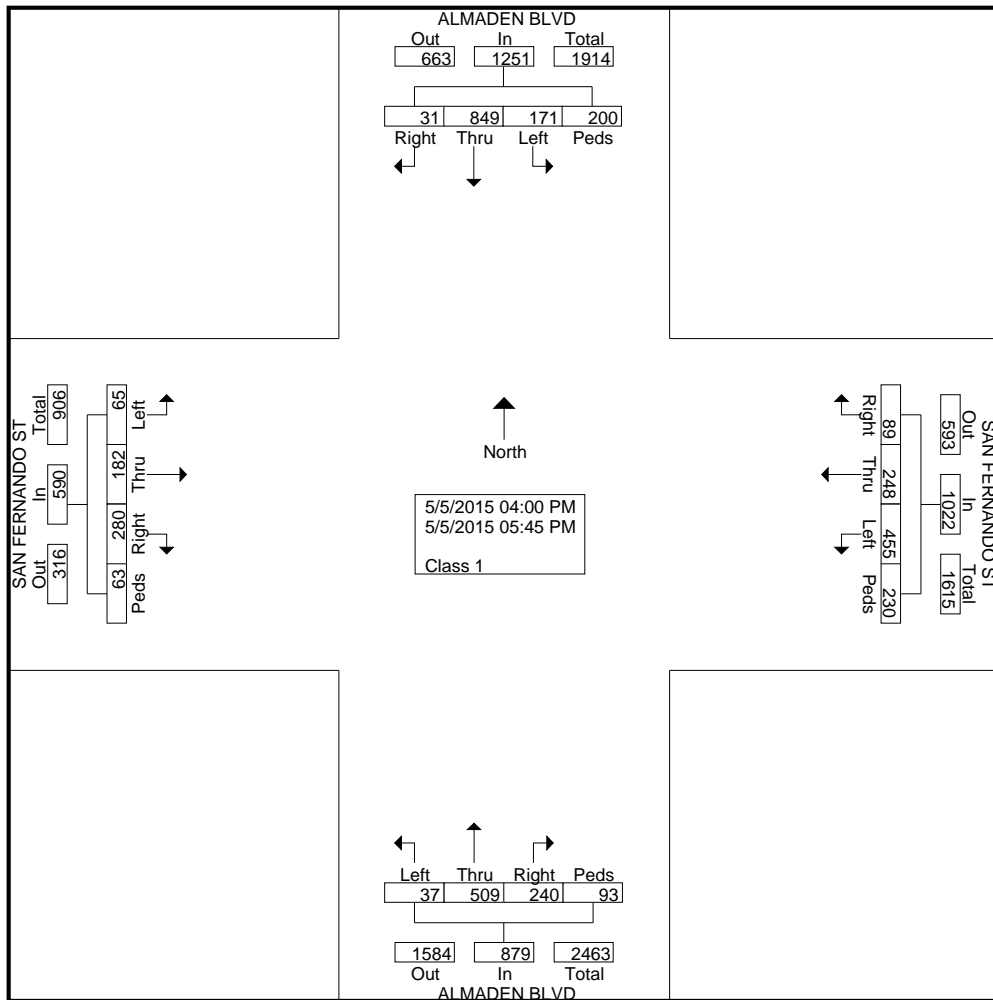 ALMADEN BLVD
Out In Total
663 1251 1914
31 849 171 200
Right Thru Left Peds
SAN FERNANDO ST
Total In Out
906 590 316
65 182 280 63
Left Thru Right Peds
North
5/5/2015 04:00 PM
5/5/2015 05:45 PM
Class 1
Right Thru Left Peds
89 248 455 230
593 1022 1615
Out In Total
SAN FERNANDO ST
Left Thru Right Peds
37 509 240 93
1584 879 2463
Out In Total
ALMADEN BLVD